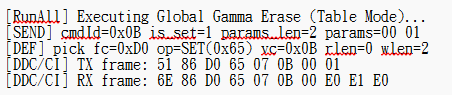 [RunAll] Executing Global Gamma Erase (Table Mode)...
[SEND] cmdId=0x0B is_set=1 params_len=2 params=00 01
[DEF] pick fc=0xD0 op=SET(0x65) vc=0x0B rlen=0 wlen=2
[DDC/CI] TX frame: 51 86 D0 65 07 0B 00 01
[DDC/CI] RX frame: 6E 86 D0 65 07 0B 00 E0 E1 E0